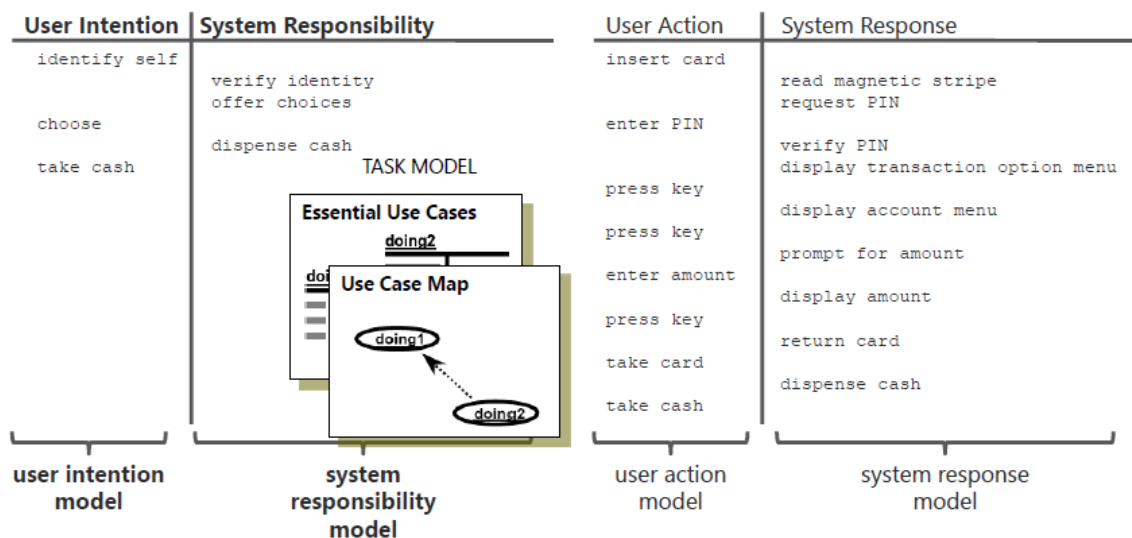 User Intention System Responsibility
identify self
verify identity
offer choices
choose
dispense cash
take cash
TASK MODEL
Essential Use Cases
doing2
doi
Use Case Map
doing1
doing2
user intention
model
system
responsibility
model
User Action System Response
insert card
read magnetic stripe
request PIN
enter PIN
verify PIN
display transaction option menu
press key
display account menu
press key
prompt for amount
enter amount
display amount
press key
return card
take card
dispense cash
take cash
user action
model
system response
model